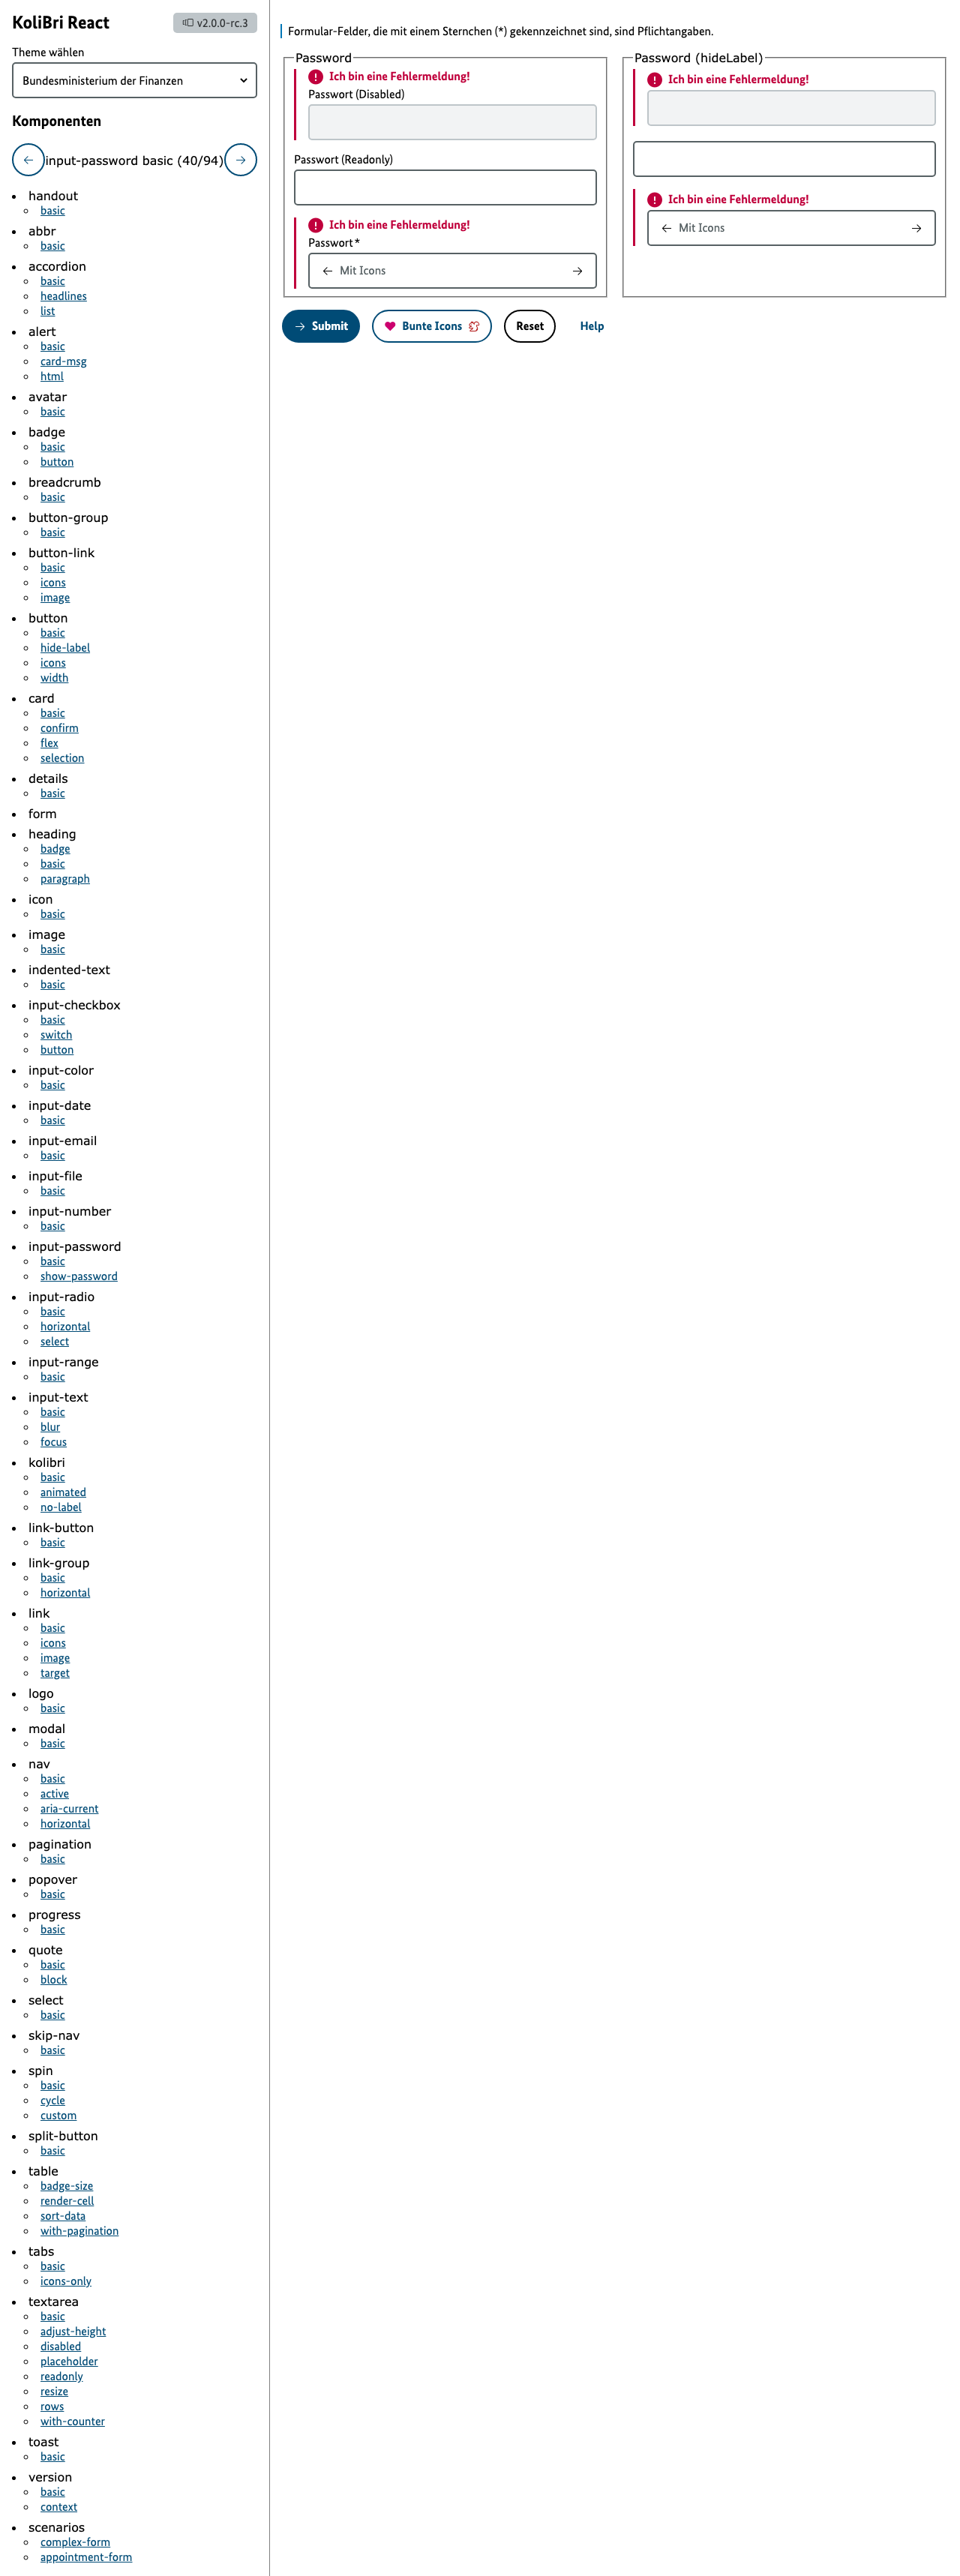 KoliBri React
v2.0.0-rc.3
Theme wählen
Bundesministerium der Finanzen
Komponenten
input-password basic (40/94)
handout
basic
abbr
basic
accordion
basic
headlines
list
alert
basic
card-msg
html
avatar
basic
badge
basic
button
breadcrumb
basic
button-group
basic
button-link
basic
icons
image
button
basic
hide-label
icons
width
card
basic
confirm
flex
selection
details
basic
form
heading
badge
basic
paragraph
icon
basic
image
basic
indented-text
basic
input-checkbox
basic
switch
button
input-color
basic
input-date
basic
input-email
basic
input-file
basic
input-number
basic
input-password
basic
show-password
input-radio
basic
horizontal
select
input-range
basic
input-text
basic
blur
focus
kolibri
basic
animated
no-label
link-button
basic
link-group
basic
horizontal
link
basic
icons
image
target
logo
basic
modal
basic
nav
basic
active
aria-current
horizontal
pagination
basic
popover
basic
progress
basic
quote
basic
block
select
basic
skip-nav
basic
spin
basic
cycle
custom
split-button
basic
table
badge-size
render-cell
sort-data
with-pagination
tabs
basic
icons-only
textarea
basic
adjust-height
disabled
placeholder
readonly
resize
rows
with-counter
toast
basic
version
basic
context
scenarios
complex-form
appointment-form
Formular-Felder, die mit einem Sternchen (*) gekennzeichnet sind, sind Pflichtangaben.
Password
Ich bin eine Fehlermeldung!
Passwort (Disabled)
Passwort (Readonly)
Ich bin eine Fehlermeldung!
Passwort *
Mit Icons
Password (hideLabel)
Ich bin eine Fehlermeldung!
Ich bin eine Fehlermeldung!
Mit Icons
Submit
Bunte Icons
Reset
Help